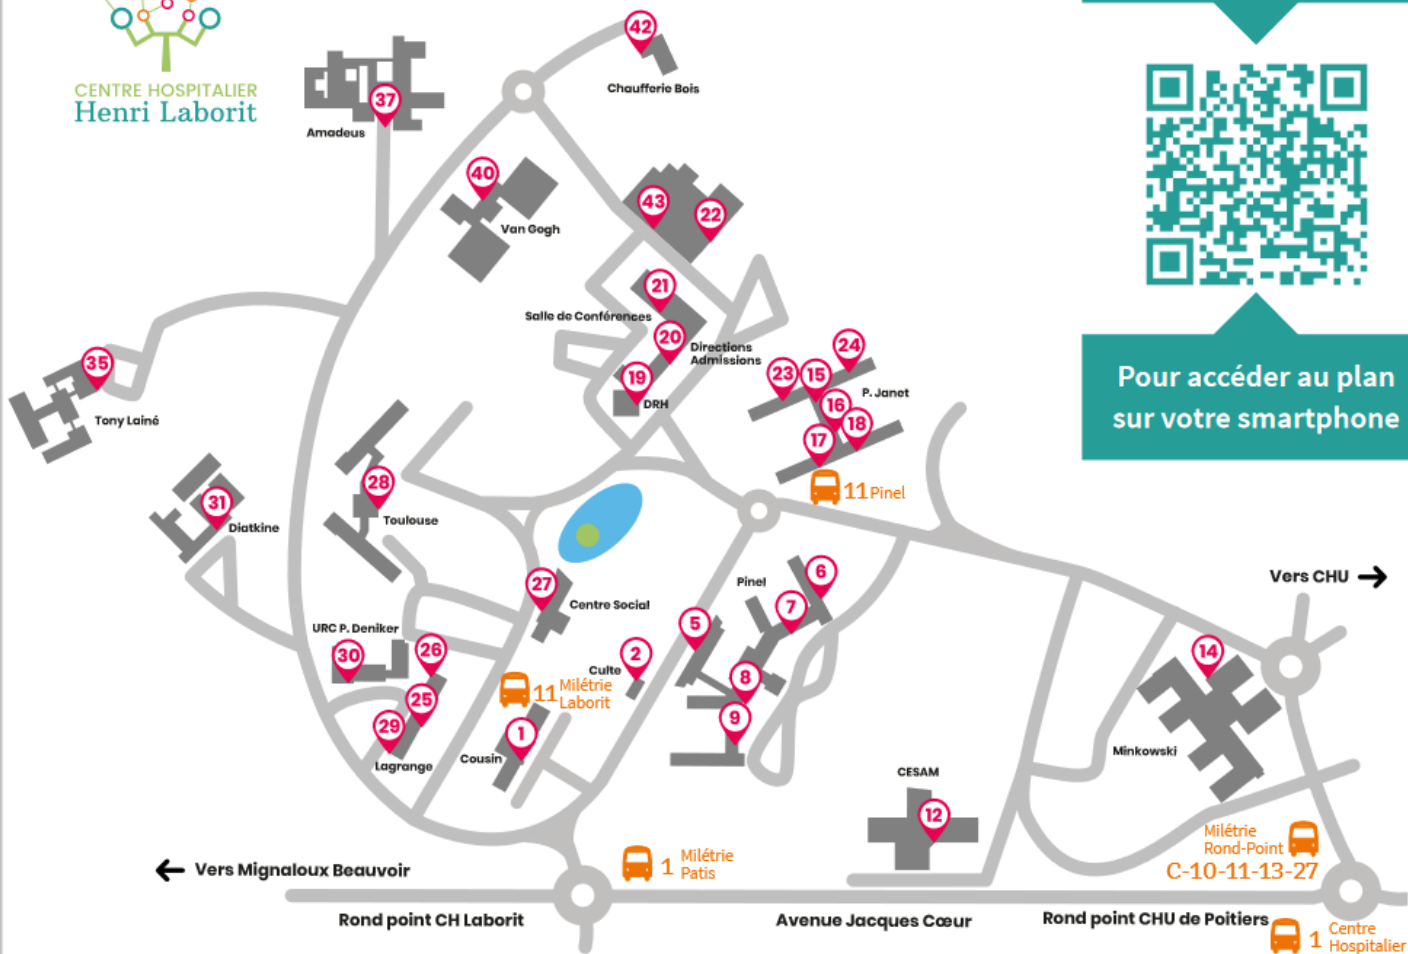 CENTRE HOSPITALIER
Henri Laborit
42
Chaufferie Bois
37
Amadeus
40
Van Gogh
43
22
21
Salle de Conférences
20
Directions
Admissions
19
DRH
24
23
15
P. Janet
16
18
17
11 Pinel
35
Tony Lainé
28
Toulouse
31
Diatkine
Pour accéder au plan
sur votre smartphone
Vers CHU
27
Centre Social
Pinel
6
7
5
8
9
URC P. Deniker
30
26
25
29
Lagrange
2
Culte
11 Milétrie
Laborit
1
Cousin
14
Minkowski
CESAM
12
Milétrie
Rond-Point
C-10-11-13-27
1 Milétrie
Patis
Vers Mignaloux Beauvoir
Rond point CH Laborit
Avenue Jacques Cœur
Rond point CHU de Poitiers
1 Centre
Hospitalier